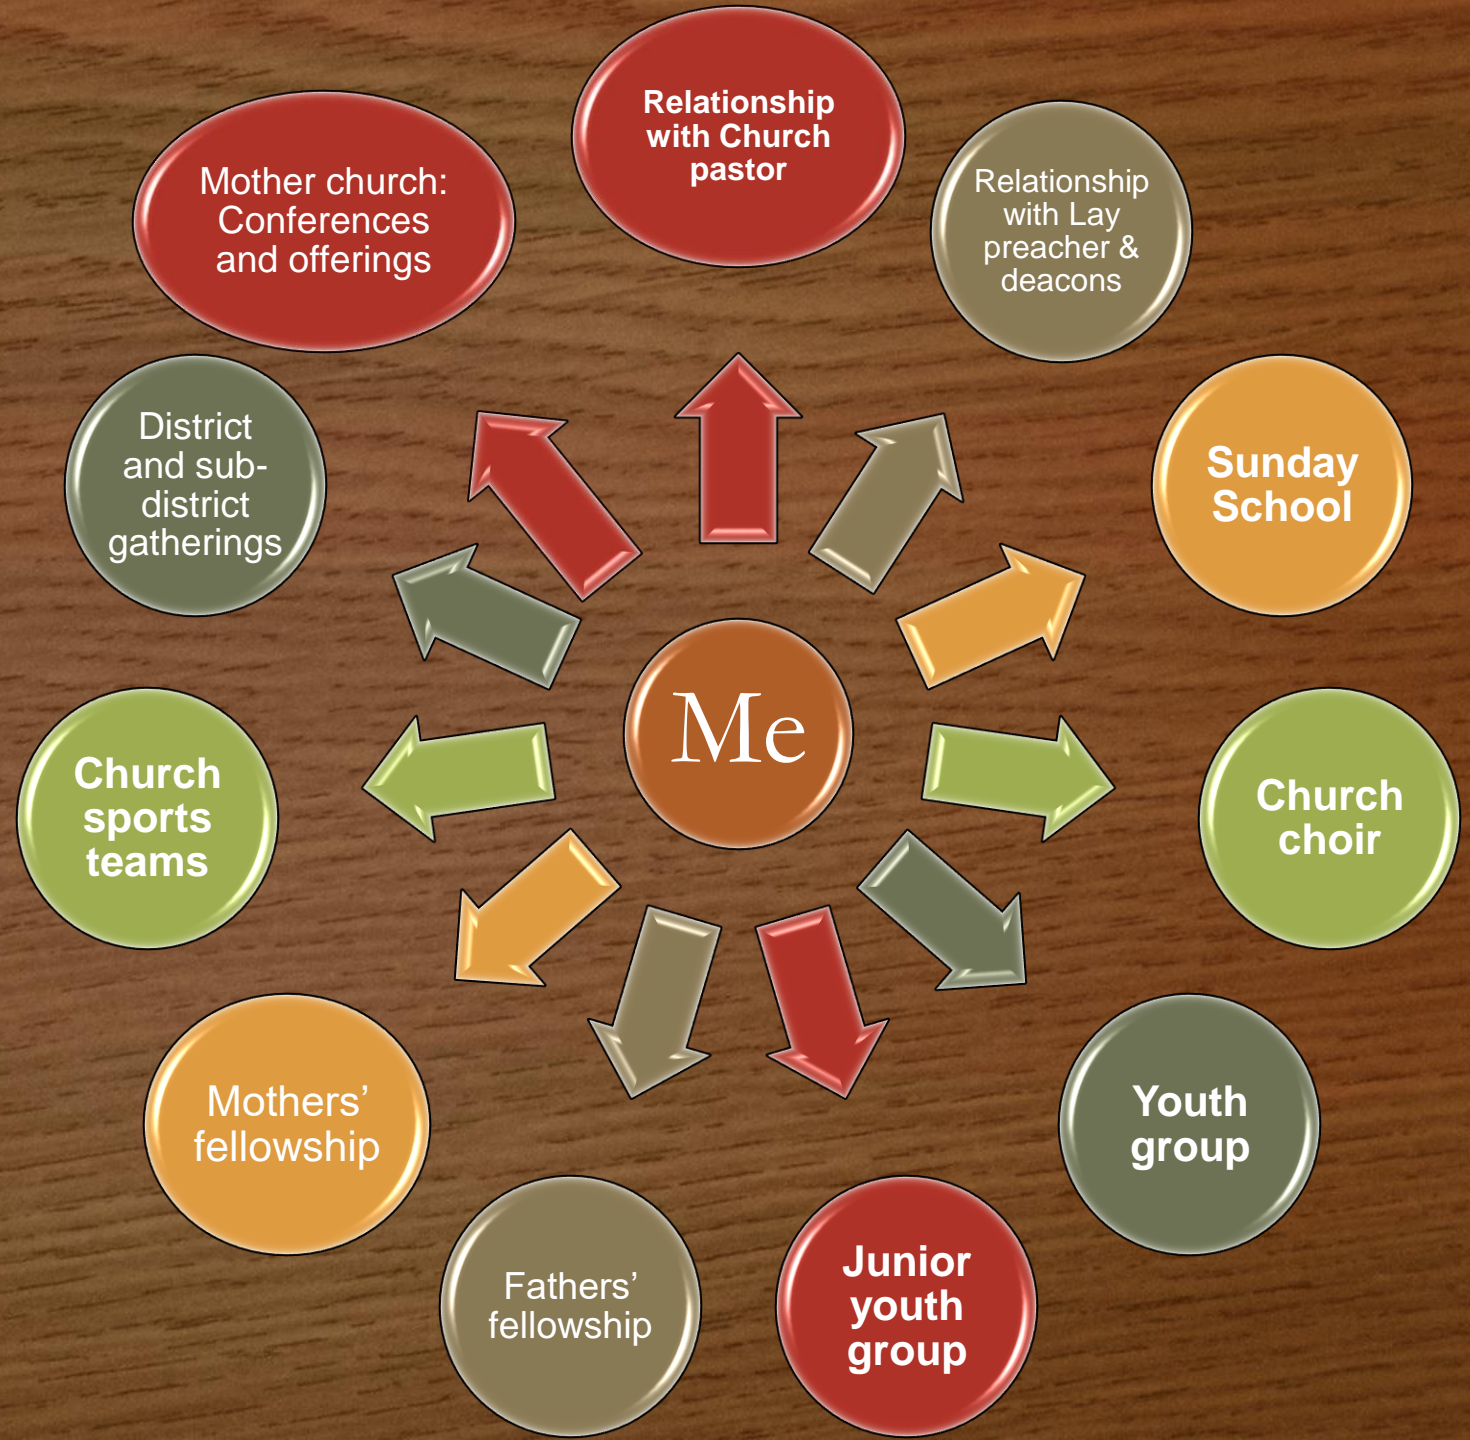 Relationship
with Church
pastor
Relationship
with Lay
preacher &
deacons
Sunday
School
Church
choir
Youth
group
Junior
youth
group
Fathers’
fellowship
Mothers’
fellowship
Church
sports
teams
District
and sub-
district
gatherings
Mother church:
Conferences
and offerings
Me